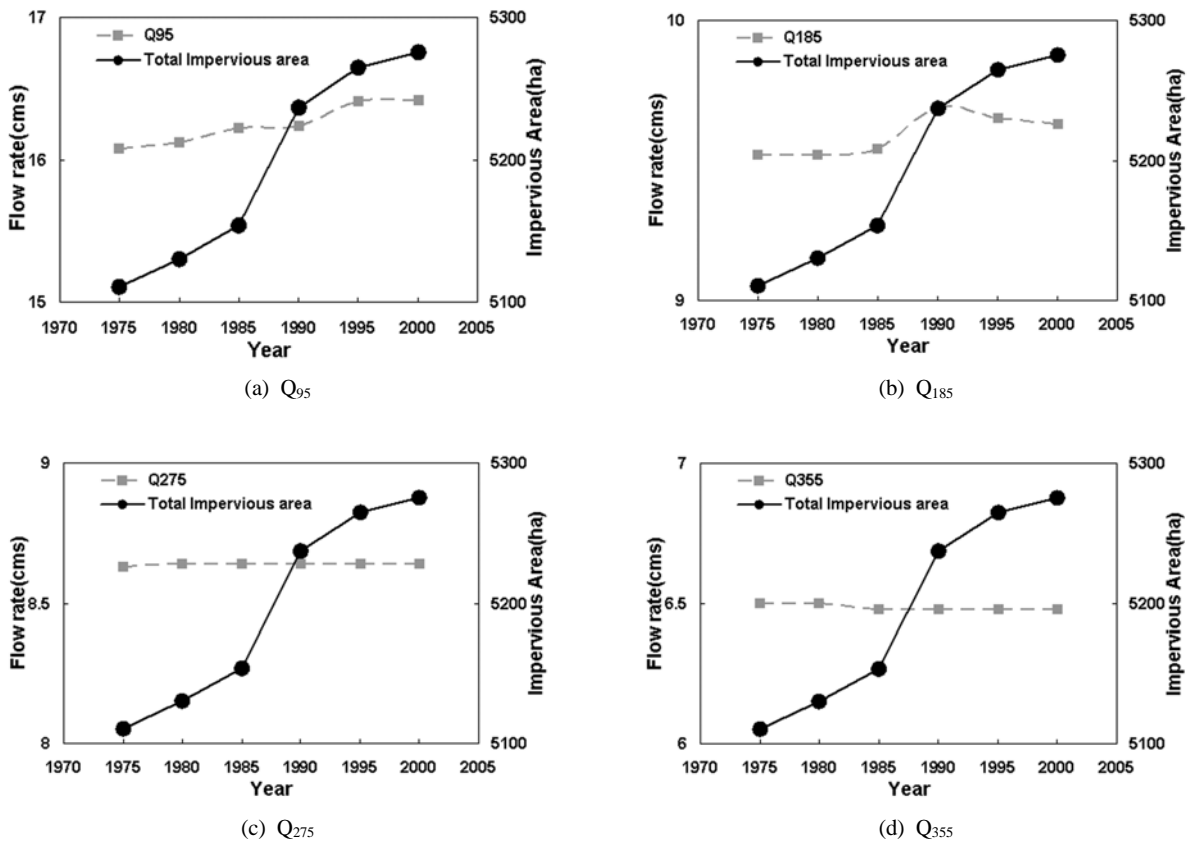 17
5300
Q95
Total Impervious area
16
5200
15
5100
Flow rate(cms)
Impervious Area(ha)
1970 1975 1980 1985 1990 1995 2000 2005
Year
(a) Q95
10
5300
Q185
Total Impervious area
5200
9
5100
Flow rate(cms)
Impervious Area(ha)
1970 1975 1980 1985 1990 1995 2000 2005
Year
(b) Q185
9
5300
Q275
Total Impervious area
8.5
5200
8
5100
Flow rate(cms)
Impervious Area(ha)
1970 1975 1980 1985 1990 1995 2000 2005
Year
(c) Q275
7
5300
Q355
Total Impervious area
6.5
5200
6
5100
Flow rate(cms)
Impervious Area(ha)
1970 1975 1980 1985 1990 1995 2000 2005
Year
(d) Q355